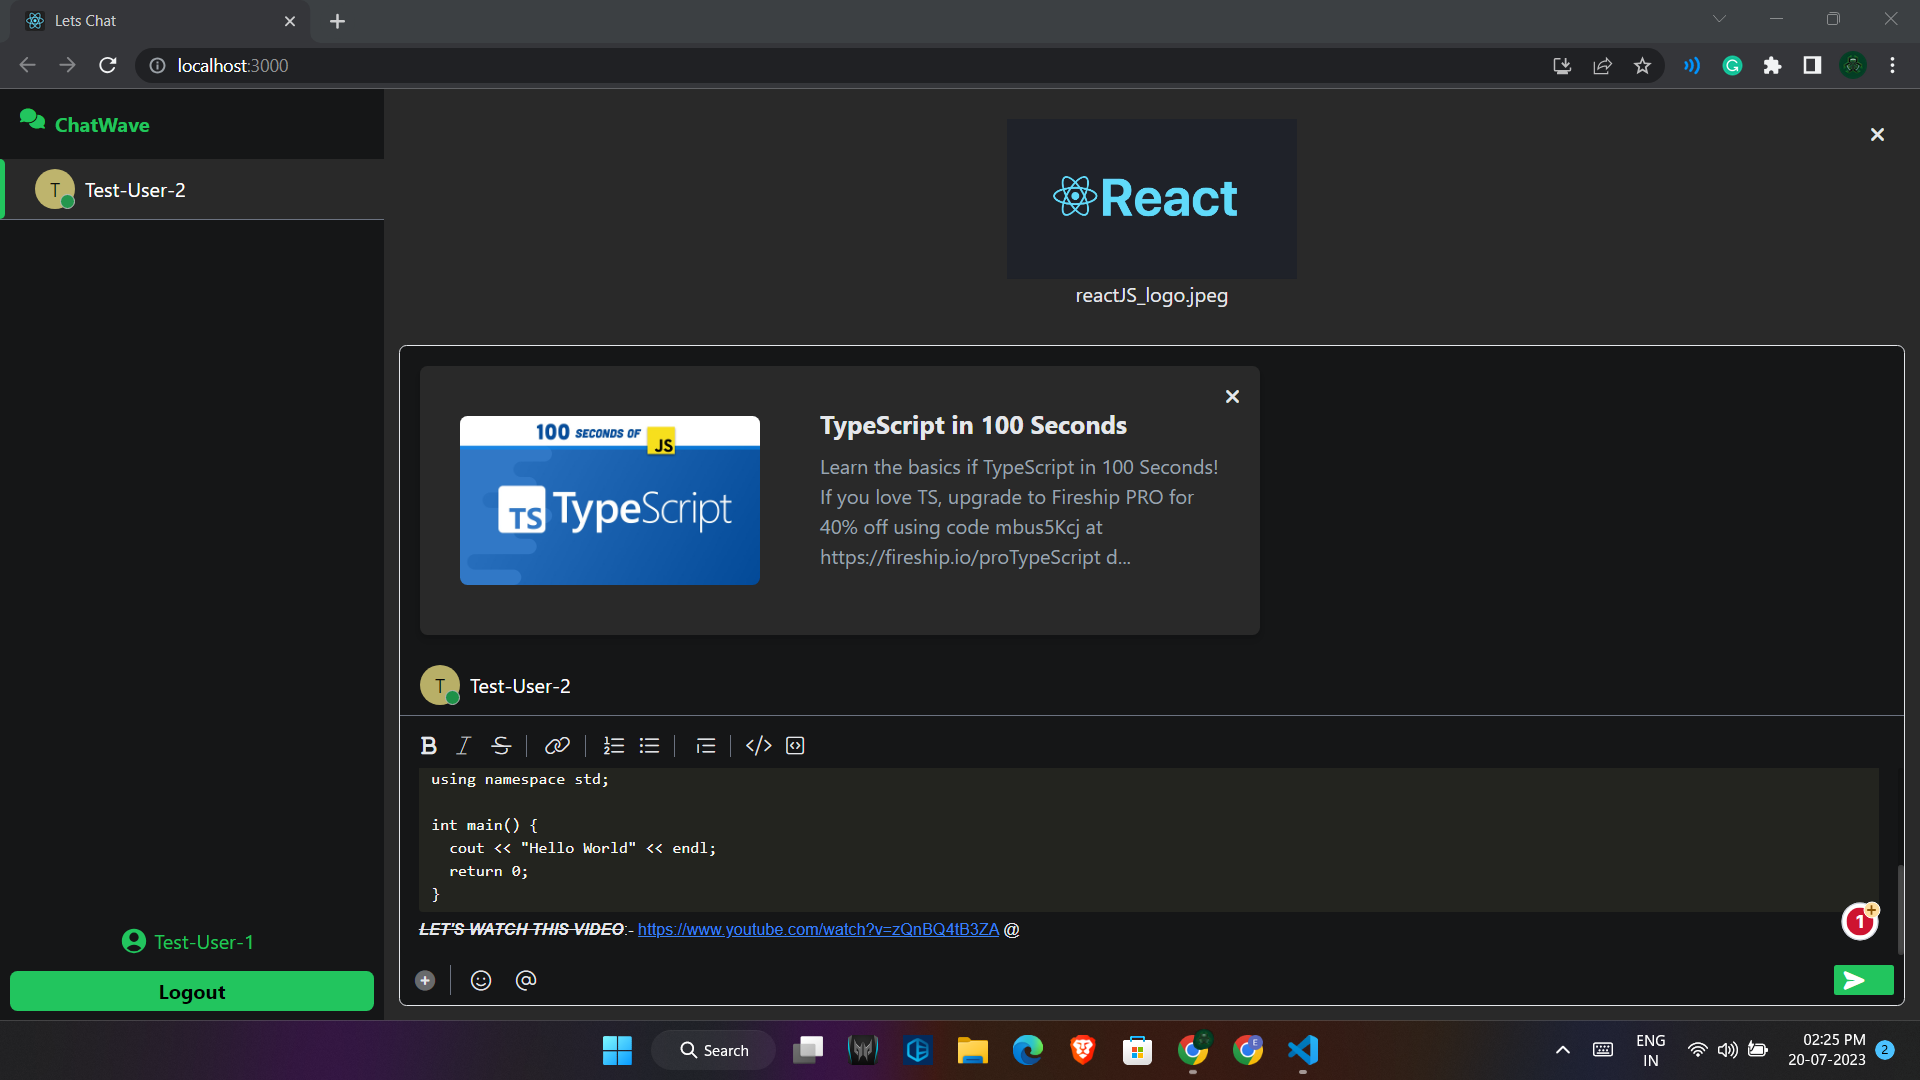 Lets Chat
localhost:3000
ChatWave
T
Test-User-2
React
reactJS_logo.jpeg
100 SECONDS OF JS
TS TypeScript
TypeScript in 100 Seconds
Learn the basics if TypeScript in 100 Seconds!
If you love TS, upgrade to Fireship PRO for
40% off using code mbus5Kcj at
https://fireship.io/proTypeScript d...
T
Test-User-2
B I S
using namespace std;
int main() {
cout << "Hello World" << endl;
return 0;
}
LET'S WATCH THIS VIDEO:- https://www.youtube.com/watch?v=zQnBQ4tB3ZA @
1
@
Test-User-1
Logout
Search
E
ENG
IN
02:25 PM
20-07-2023
2